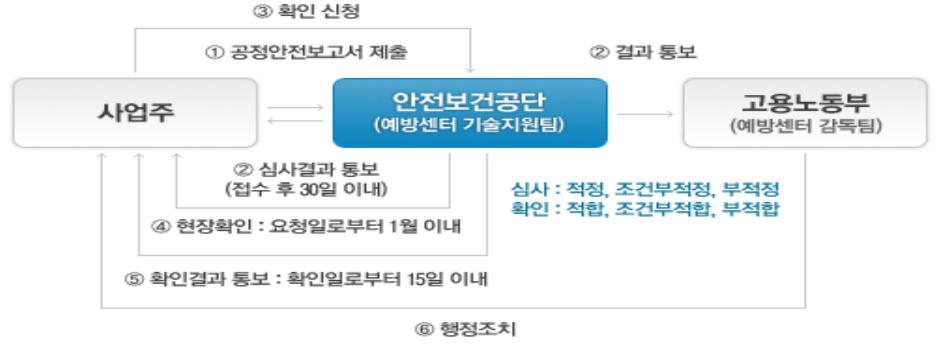 ③ 확인 신청
① 공정안전보고서 제출
② 결과 통보
사업주
안전보건공단
(예방센터 기술지원팀)
고용노동부
(예방센터 감독팀)
② 심사결과 통보
(접수 후 30일 이내)
심사 : 적정, 조건부적정, 부적정
확인 : 적합, 조건부적합, 부적합
④ 현장확인 : 요청일로부터 1월 이내
⑤ 확인결과 통보 : 확인일로부터 15일 이내
⑥ 행정조치